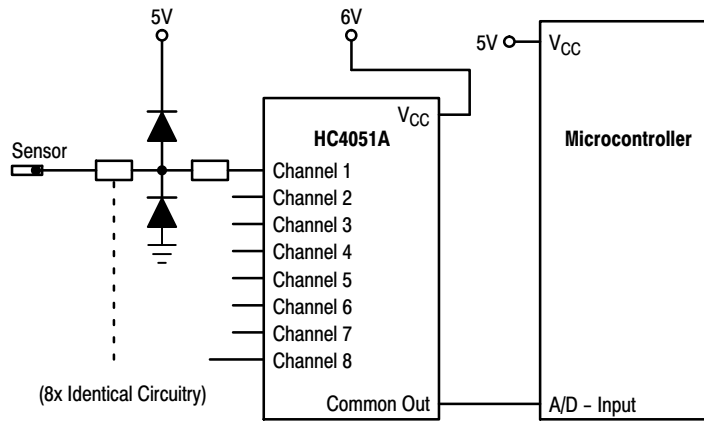 5V
6V
5V
VCC
VCC
HC4051A
Microcontroller
Sensor
Channel 1
Channel 2
Channel 3
Channel 4
Channel 5
Channel 6
Channel 7
Channel 8
(8x Identical Circuitry)
Common Out
A/D – Input